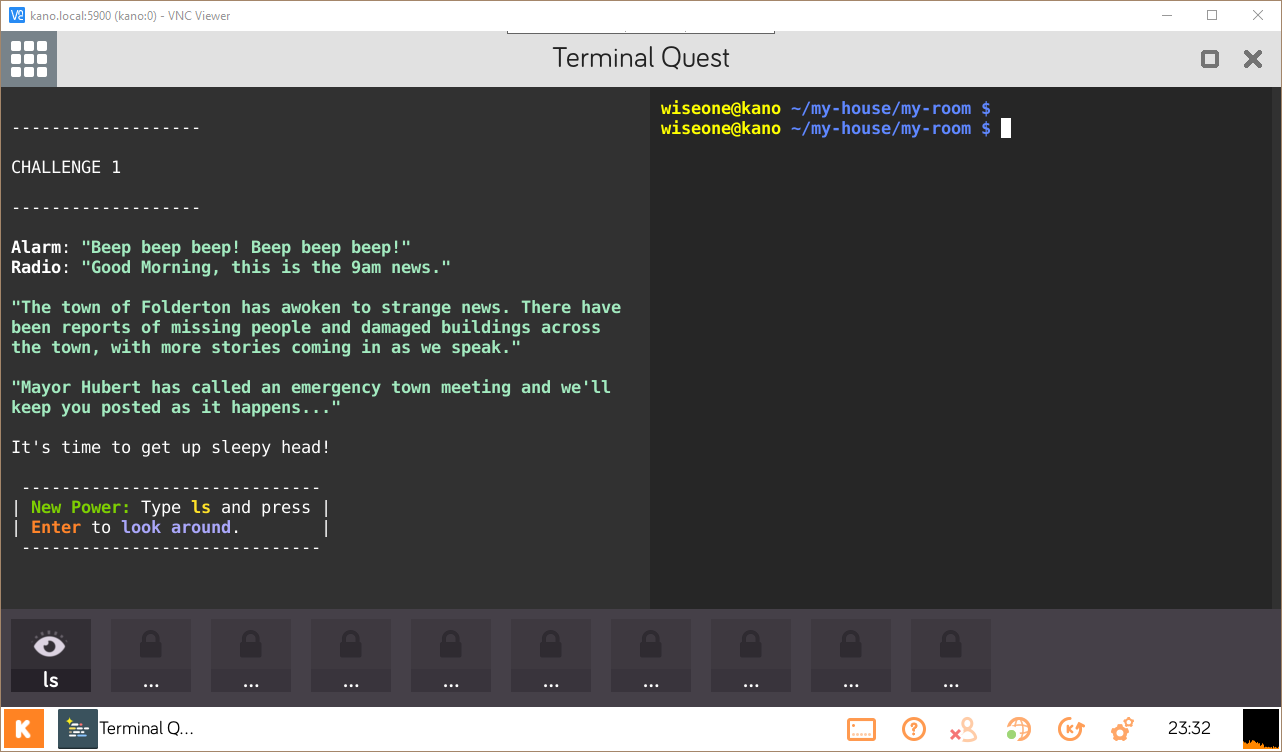 kano.local:5900 (kano:0) - VNC Viewer
Terminal Quest
-------------------
CHALLENGE 1
-------------------
Alarm: "Beep beep beep! Beep beep beep!"
Radio: "Good Morning, this is the 9am news."
"The town of Folderton has awoken to strange news. There have
been reports of missing people and damaged buildings across
the town, with more stories coming in as we speak."
"Mayor Hubert has called an emergency town meeting and we'll
keep you posted as it happens..."
It's time to get up sleepy head!
------------------------------
| New Power: Type ls and press |
| Enter to look around. |
------------------------------
wiseone@kano ~/my-house/my-room $
wiseone@kano ~/my-house/my-room $
ls
...
...
...
...
...
...
...
...
...
Terminal Q...
23:32